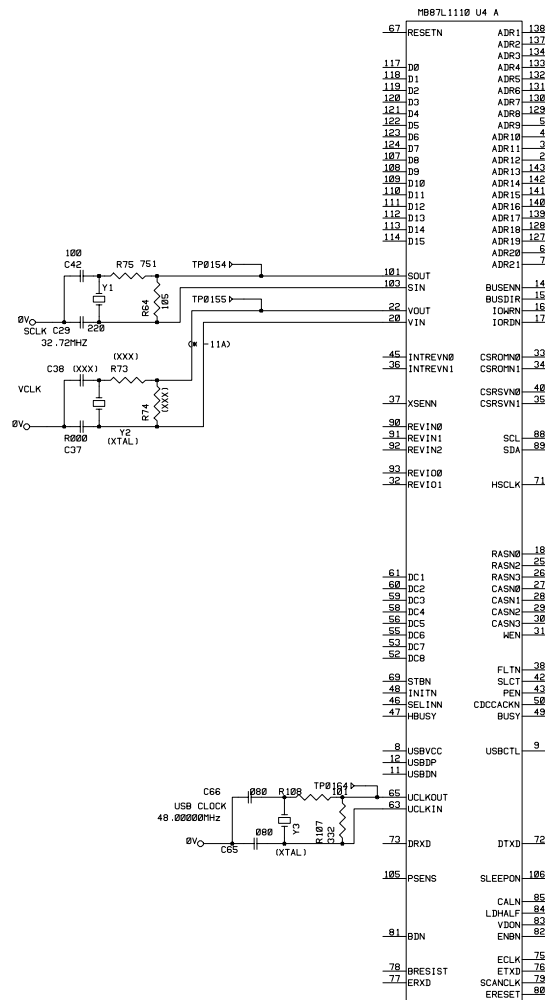 MB87L1110 U4 A
67 RESETN ADR1 138
ADR2 137
ADR3 134
117 D0 ADR4 133
118 D1 ADR5 132
119 D2 ADR6 131
120 D3 ADR7 130
121 D4 ADR8 129
122 D5 ADR9 5
123 D6 ADR10 4
124 D7 ADR11 3
107 D8 ADR12 2
108 D9 ADR13 143
109 D10 ADR14 142
110 D11 ADR15 141
111 D12 ADR16 140
112 D13 ADR17 139
113 D14 ADR18 128
114 D15 ADR19 127
ADR20 6
ADR21 7
100
C42
R75 751
TP0154
101 SOUT
103 SIN BUSENN 14
Y1
R64
105
TP0155
BUSDIR 15
22 VOUT IOWRN 16
20 VIN IORDN 17
0V
SCLK C29 220
32.72MHZ
(* -11A)
(XXX)
45 INTREVN0 CSROMN0 33
36 INTREVN1 CSROMN1 34
C38 (XXX) R73
VCLK
R74
(XXX)
CSRSVN0 40
37 XSENN CSRSVN1 35
0V
R000
C37
Y2
(XTAL)
90 REVIN0
91 REVIN1 SCL 88
92 REVIN2 SDA 89
93 REVIO0
32 REVIO1 HSCLK 71
RASN0 18
RASN2 25
61 DC1 RASN3 26
60 DC2 CASN0 27
59 DC3 CASN1 28
58 DC4 CASN2 29
56 DC5 CASN3 30
55 DC6 WEN 31
53 DC7
52 DC8
FLTN 38
69 STBN SLCT 42
48 INITN PEN 43
46 SELINN CDCCACKN 50
47 HBUSY BUSY 49
8 USBVCC USBCTL 9
12 USBDP
11 USBDN
TP0164
C66 080 R108 101
65 UCLKOUT
63 UCLKIN
USB CLOCK
48.00000MHz
Y3
R107
332
0V
C65
080
(XTAL)
73 DRXD DTXD 72
105 PSENS SLEEPON 106
CALN 85
LDHALF 84
VDON 83
81 BDN ENBN 82
ECLK 75
78 BRESIST ETXD 76
77 ERXD SCANCLK 79
ERESET 80